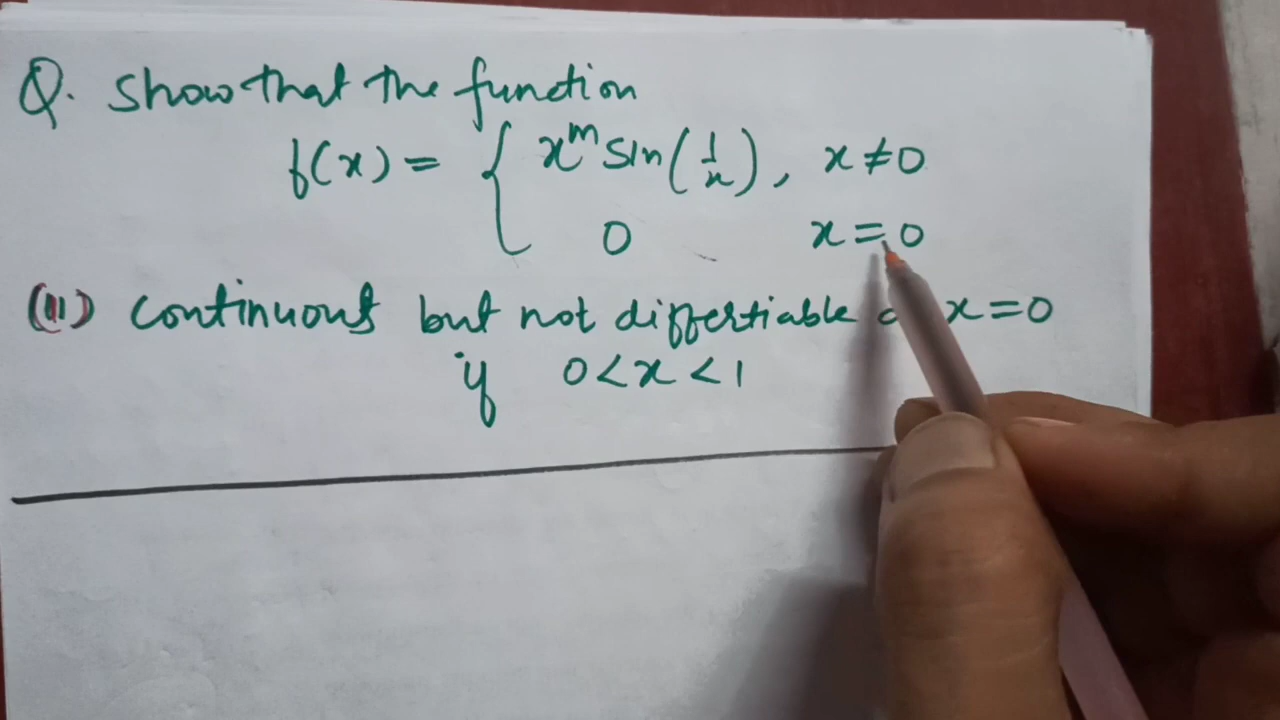 Q. Show that the function
f(x) = { x^m sin(1/x), x ≠ 0
0 x = 0
(II) continuous but not differtiable x = 0
if 0 < x < 1